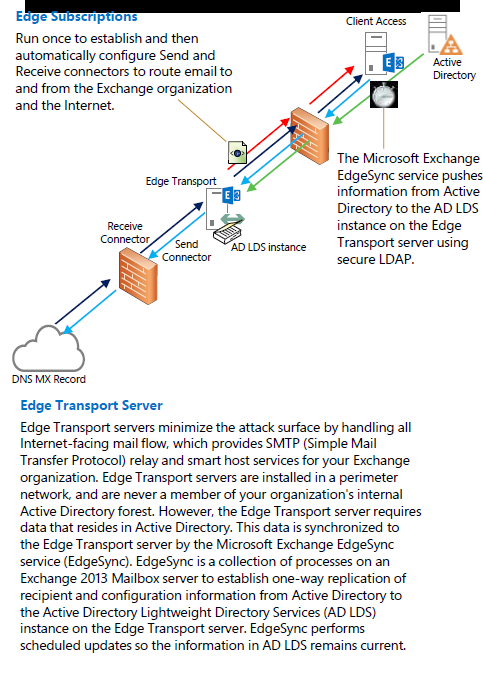 Edge Subscriptions
Run once to establish and then
automatically configure Send and
Receive connectors to route email to
and from the Exchange organization
and the Internet.
Client Access
E
Active
Directory
Edge Transport
E
The Microsoft Exchange
EdgeSync service pushes
information from Active
Directory to the AD LDS
instance on the Edge
Transport server using
secure LDAP.
Receive
Connector
Send
Connector
AD LDS instance
DNS MX Record
Edge Transport Server
Edge Transport servers minimize the attack surface by handling all
Internet-facing mail flow, which provides SMTP (Simple Mail
Transfer Protocol) relay and smart host services for your Exchange
organization. Edge Transport servers are installed in a perimeter
network, and are never a member of your organization's internal
Active Directory forest. However, the Edge Transport server requires
data that resides in Active Directory. This data is synchronized to
the Edge Transport server by the Microsoft Exchange EdgeSync
service (EdgeSync). EdgeSync is a collection of processes on an
Exchange 2013 Mailbox server to establish one-way replication of
recipient and configuration information from Active Directory to
the Active Directory Lightweight Directory Services (AD LDS)
instance on the Edge Transport server. EdgeSync performs
scheduled updates so the information in AD LDS remains current.